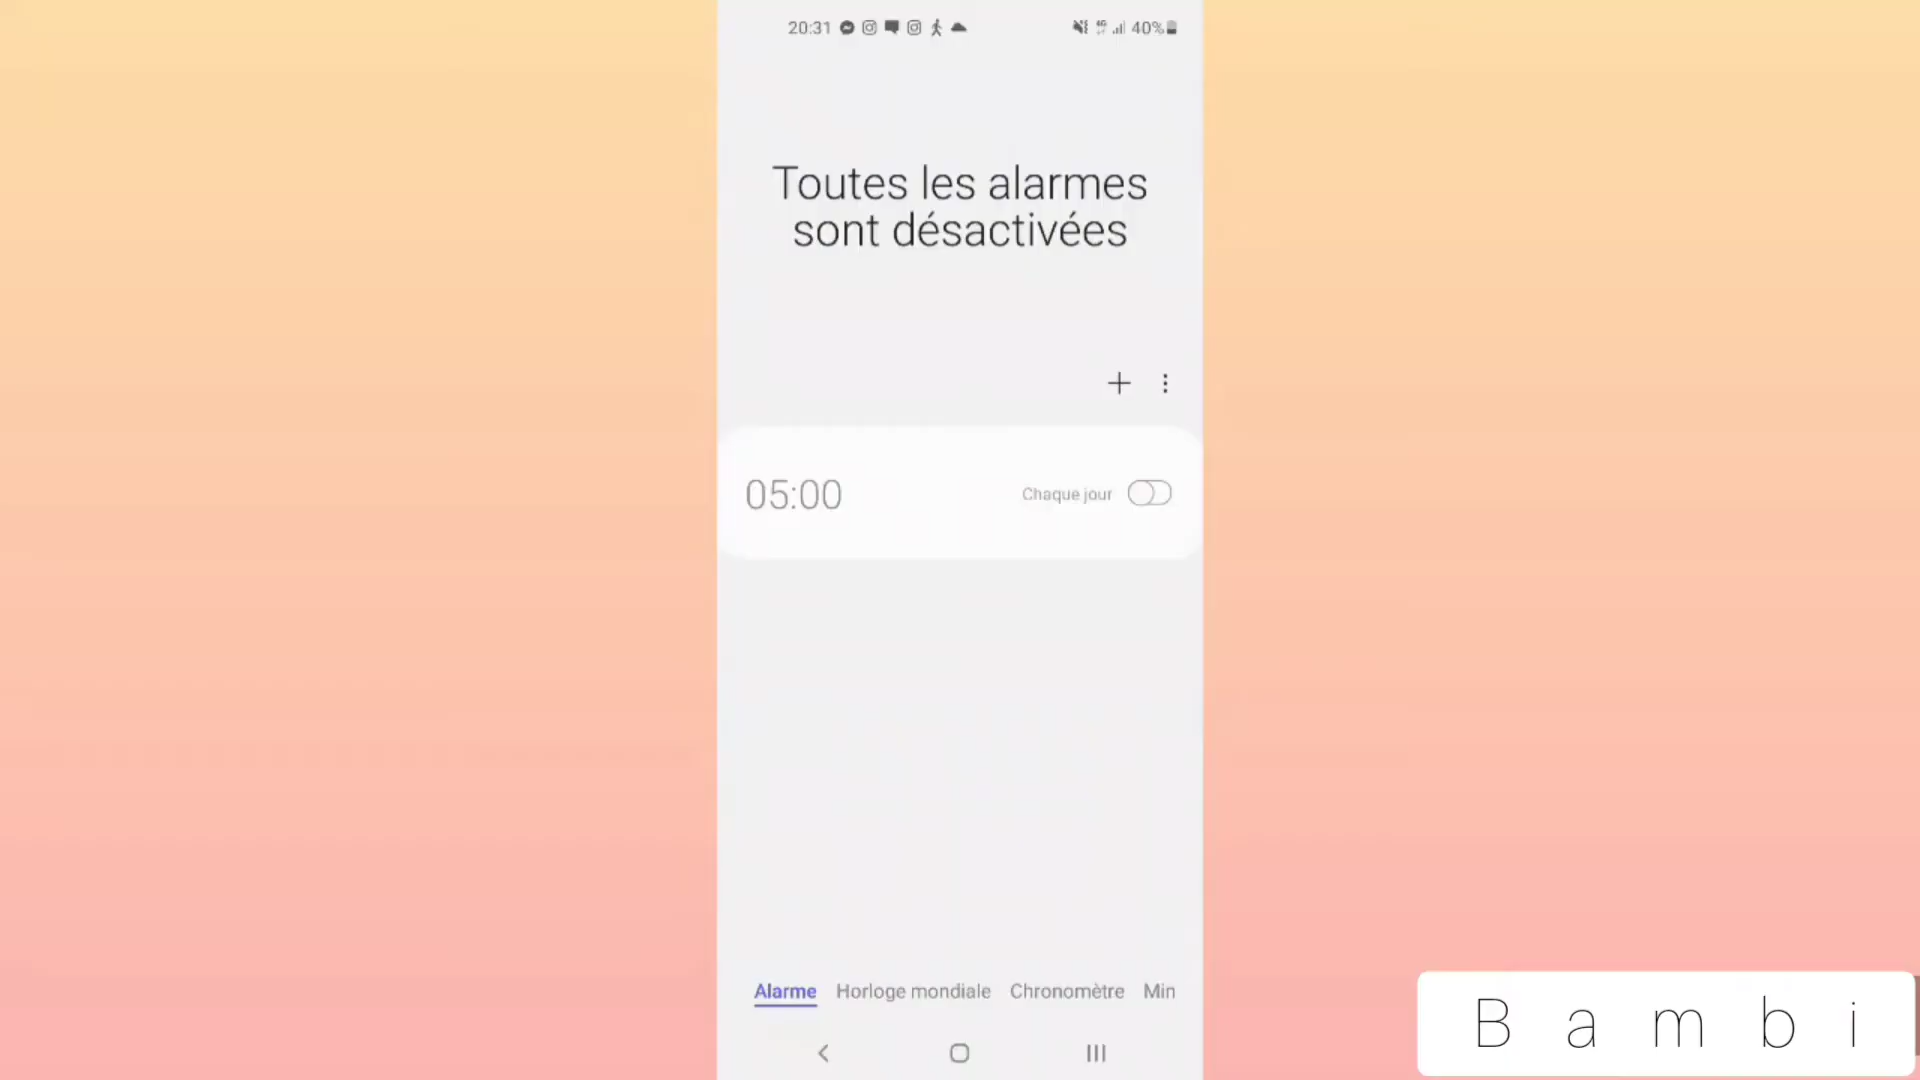 20:31
40%
Toutes les alarmes
sont désactivées
05:00 Chaque jour
Alarme Horloge mondiale Chronomètre Min
B a m b i